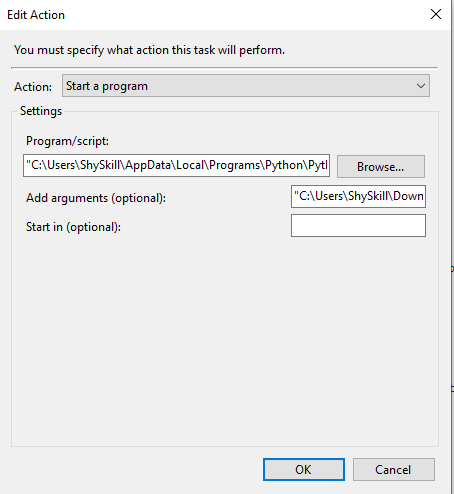 Edit Action
You must specify what action this task will perform.
Action: Start a program
Settings
Program/script:
"C:\Users\ShySkill\AppData\Local\Programs\Python\Pytl Browse...
Add arguments (optional): "C:\Users\ShySkill\Down
Start in (optional):
OK Cancel